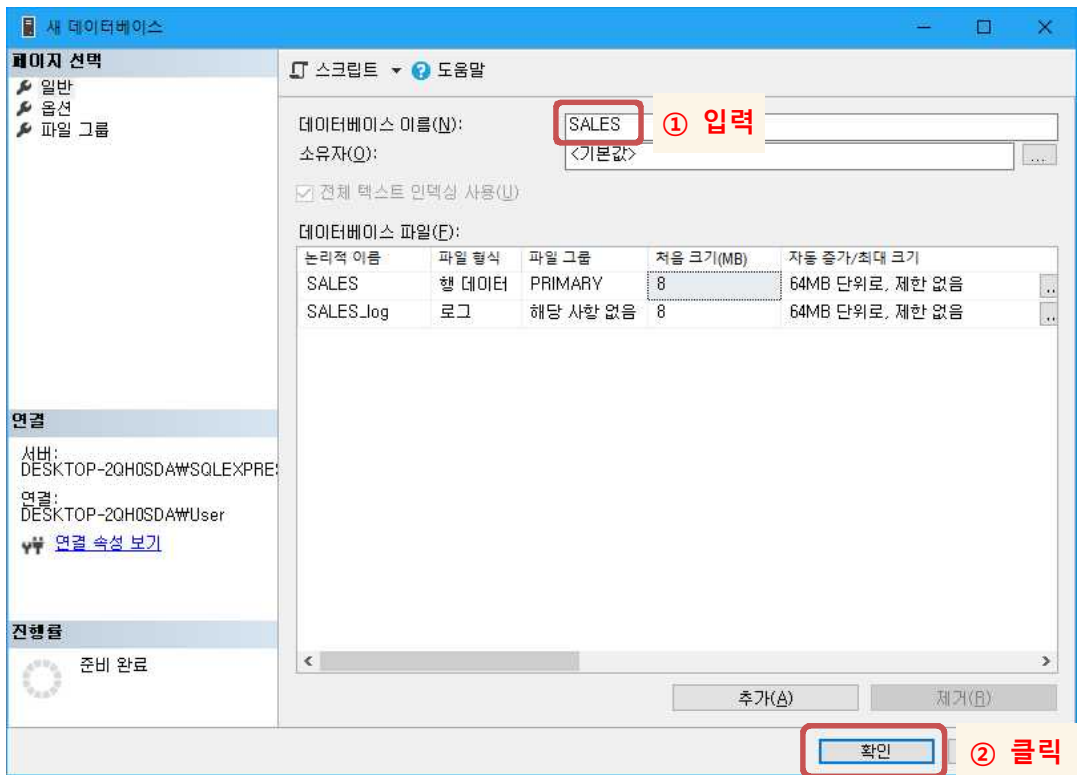 새 데이터베이스
페이지 선택
일반
옵션
파일 그룹
스크립트 도움말
데이터베이스 이름(N): SALES ① 입력
소유자(O): <기본값> ...
전체 텍스트 인덱싱 사용(U)
데이터베이스 파일(F):
논리적 이름 파일 형식 파일 그룹 처음 크기(MB) 자동 증가/최대 크기
SALES 행 데이터 PRIMARY 8 64MB 단위로, 제한 없음 ..
SALES_log 로그 해당 사항 없음 8 64MB 단위로, 제한 없음 ..
연결
서버:
DESKTOP-2QH0SDA₩SQLEXPRES
연결:
DESKTOP-2QH0SDA₩User
연결 속성 보기
진행률
준비 완료
추가(A) 제거(R)
확인 ② 클릭